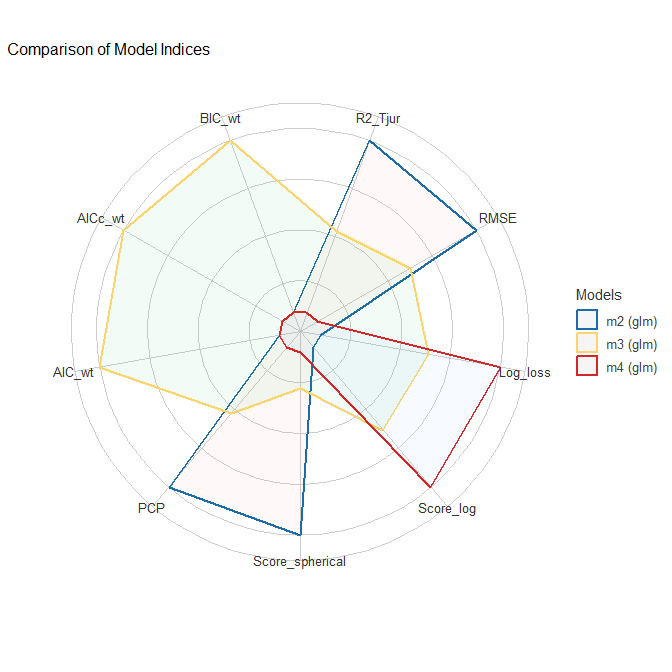 Comparison of Model Indices
BIC_wt
R2_Tjur
AICc_wt
RMSE
Models
m2 (glm)
m3 (glm)
m4 (glm)
AIC_wt
Log_loss
PCP
Score_log
Score_spherical